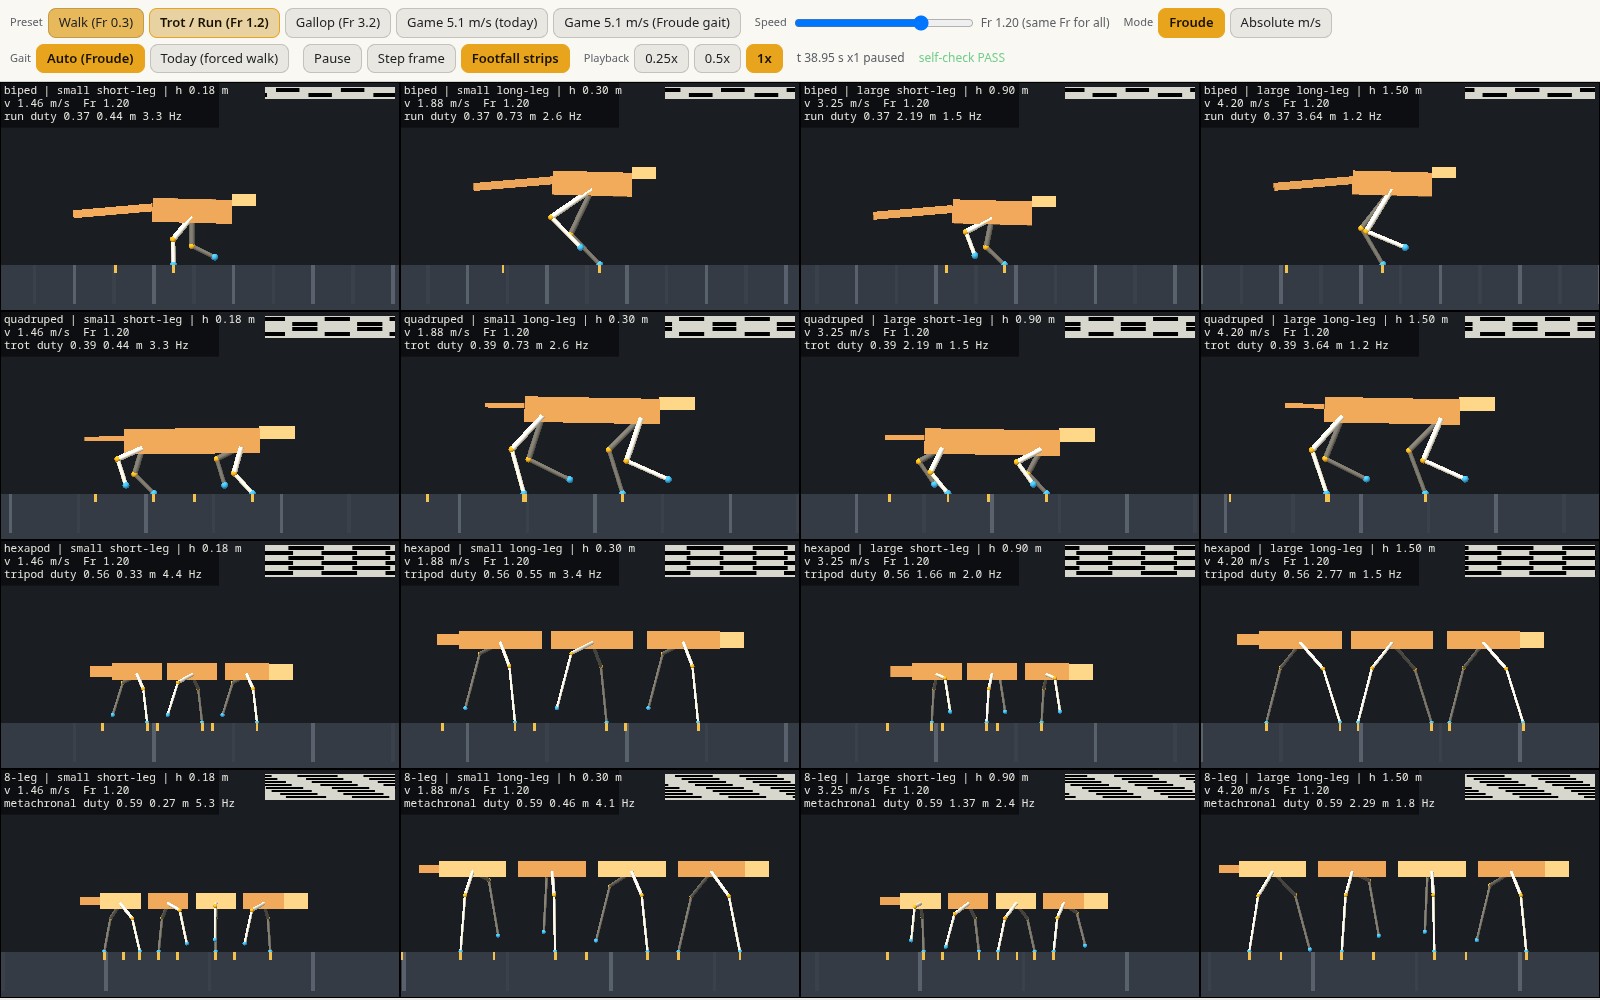 Preset Walk (Fr 0.3) Trot / Run (Fr 1.2) Gallop (Fr 3.2) Game 5.1 m/s (today) Game 5.1 m/s (Froude gait) Speed Fr 1.20 (same Fr for all) Mode Froude Absolute m/s
Gait Auto (Froude) Today (forced walk) Pause Step frame Footfall strips Playback 0.25x 0.5x 1x t 38.95 s x1 paused self-check PASS
biped | small short-leg | h 0.18 m
v 1.46 m/s Fr 1.20
run duty 0.37 0.44 m 3.3 Hz
biped | small long-leg | h 0.30 m
v 1.88 m/s Fr 1.20
run duty 0.37 0.73 m 2.6 Hz
biped | large short-leg | h 0.90 m
v 3.25 m/s Fr 1.20
run duty 0.37 2.19 m 1.5 Hz
biped | large long-leg | h 1.50 m
v 4.20 m/s Fr 1.20
run duty 0.37 3.64 m 1.2 Hz
quadruped | small short-leg | h 0.18 m
v 1.46 m/s Fr 1.20
trot duty 0.39 0.44 m 3.3 Hz
quadruped | small long-leg | h 0.30 m
v 1.88 m/s Fr 1.20
trot duty 0.39 0.73 m 2.6 Hz
quadruped | large short-leg | h 0.90 m
v 3.25 m/s Fr 1.20
trot duty 0.39 2.19 m 1.5 Hz
quadruped | large long-leg | h 1.50 m
v 4.20 m/s Fr 1.20
trot duty 0.39 3.64 m 1.2 Hz
hexapod | small short-leg | h 0.18 m
v 1.46 m/s Fr 1.20
tripod duty 0.56 0.33 m 4.4 Hz
hexapod | small long-leg | h 0.30 m
v 1.88 m/s Fr 1.20
tripod duty 0.56 0.55 m 3.4 Hz
hexapod | large short-leg | h 0.90 m
v 3.25 m/s Fr 1.20
tripod duty 0.56 1.66 m 2.0 Hz
hexapod | large long-leg | h 1.50 m
v 4.20 m/s Fr 1.20
tripod duty 0.56 2.77 m 1.5 Hz
8-leg | small short-leg | h 0.18 m
v 1.46 m/s Fr 1.20
metachronal duty 0.59 0.27 m 5.3 Hz
8-leg | small long-leg | h 0.30 m
v 1.88 m/s Fr 1.20
metachronal duty 0.59 0.46 m 4.1 Hz
8-leg | large short-leg | h 0.90 m
v 3.25 m/s Fr 1.20
metachronal duty 0.59 1.37 m 2.4 Hz
8-leg | large long-leg | h 1.50 m
v 4.20 m/s Fr 1.20
metachronal duty 0.59 2.29 m 1.8 Hz